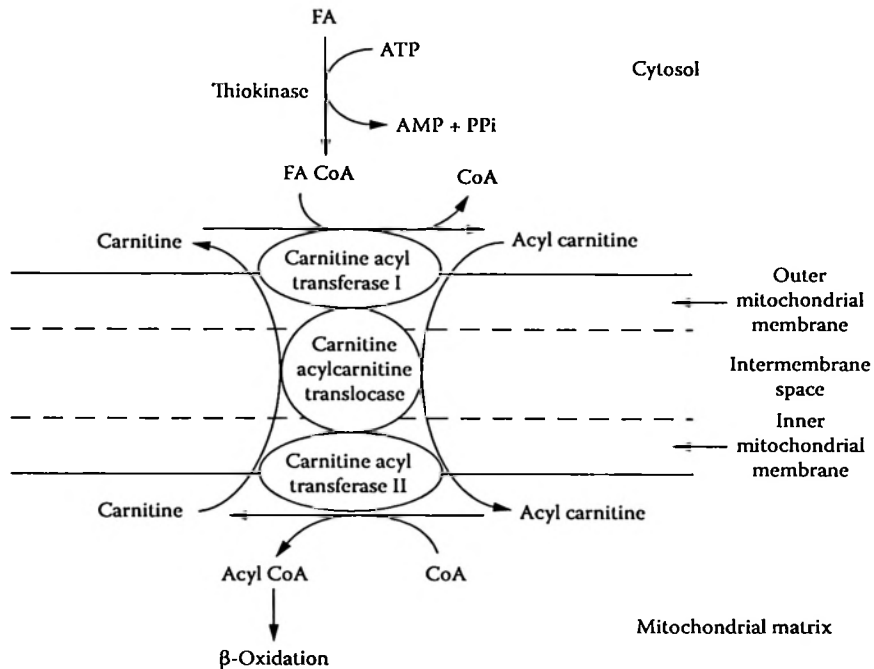 FA
ATP
Cytosol
Thiokinase
AMP + PPi
FA CoA
CoA
Carnitine
Acyl carnitine
Carnitine acyl
transferase I
Outer
mitochondrial
membrane
Carnitine
acylcarnitine
translocase
Intermembrane
space
Inner
mitochondrial
membrane
Carnitine acyl
transferase II
Carnitine
Acyl carnitine
Acyl CoA
CoA
Mitochondrial matrix
β-Oxidation